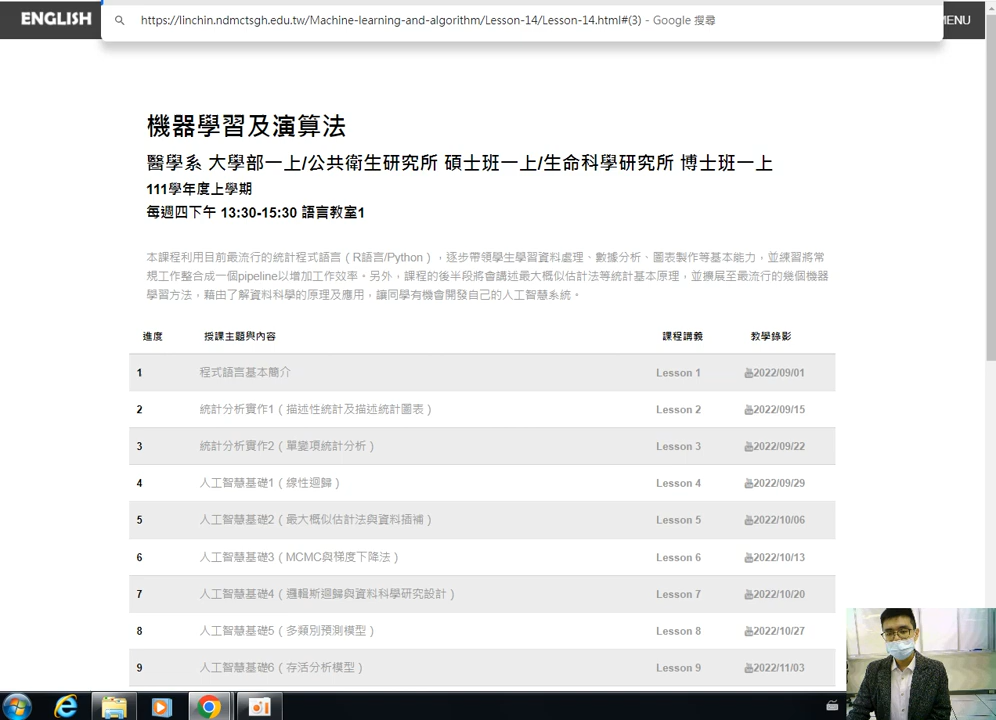 ENGLISH
https://linchin.ndmctsgh.edu.tw/Machine-learning-and-algorithm/Lesson-14/Lesson-14.html#(3) - Google 搜尋
MENU
機器學習及演算法
醫學系 大學部一上/公共衛生研究所 碩士班一上/生命科學研究所 博士班一上
111學年度上學期
每週四下午 13:30-15:30 語言教室1
本課程利用目前最流行的統計程式語言（R語言/Python），逐步帶領學生學習資料處理、數據分析、圖表製作等基本能力，並練習將常
規工作整合成一個pipeline以增加工作效率。另外，課程的後半段將會講述最大概似估計法等統計基本原理，並擴展至最流行的幾個機器
學習方法，藉由了解資料科學的原理及應用，讓同學有機會開發自己的人工智慧系統。
進度 授課主題與內容 課程講義 教學錄影
1 程式語言基本簡介 Lesson 1 2022/09/01
2 統計分析實作1（描述性統計及描述統計圖表） Lesson 2 2022/09/15
3 統計分析實作2（單變項統計分析） Lesson 3 2022/09/22
4 人工智慧基礎1（線性迴歸） Lesson 4 2022/09/29
5 人工智慧基礎2（最大概似估計法與資料插補） Lesson 5 2022/10/06
6 人工智慧基礎3（MCMC與梯度下降法） Lesson 6 2022/10/13
7 人工智慧基礎4（邏輯斯迴歸與資料科學研究設計） Lesson 7 2022/10/20
8 人工智慧基礎5（多類別預測模型） Lesson 8 2022/10/27
9 人工智慧基礎6（存活分析模型） Lesson 9 2022/11/03